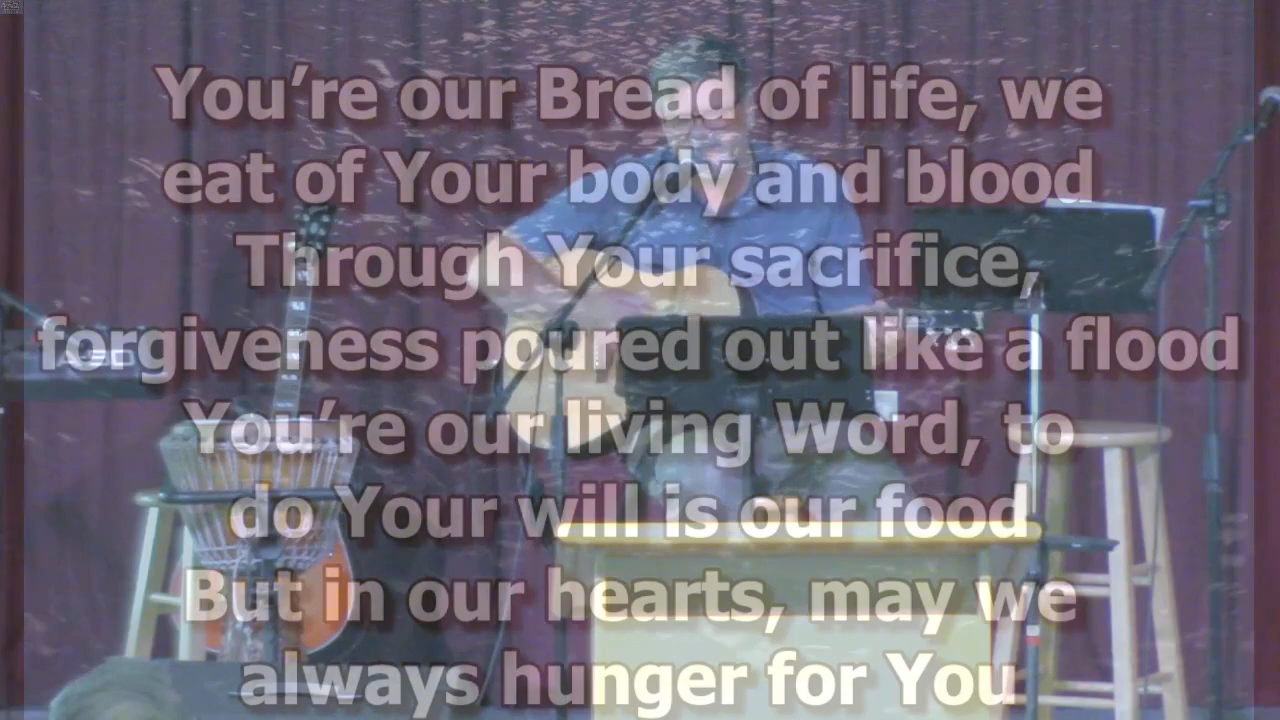 You’re our Bread of life, we
eat of Your body and blood
Through Your sacrifice,
forgiveness poured out like a flood
You’re our living Word, to
do Your will is our food
But in our hearts, may we
always hunger for You